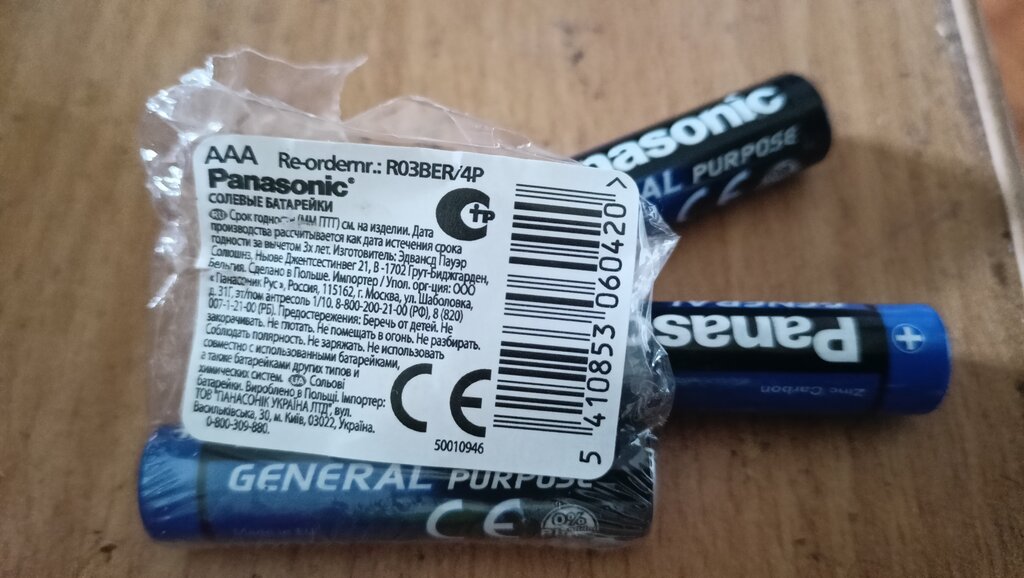 AAA Re-ordernr.: R03BER/4P
Panasonic®
СОЛЕВЫЕ БАТАРЕЙКИ
RU Срок годности (ММ ГГГГ) см. на изделии. Дата
производства рассчитывается как дата истечения срока
годности за вычетом 3х лет. Изготовитель: Эдвансд Пауэр
Солюшнз, Ньюве Джентсестинвег 21, B -1702 Грут-Биджгарден,
Бельгия. Сделано в Польше. Импортер / Упол. орг-ция: ООО
«Панасоник Рус», Россия, 115162, г. Москва, ул. Шаболовка,
д. 31Г, эт/пом антресоль 1/10. 8-800-200-21-00 (РФ), 8 (820)
007-1-21-00 (РБ). Предостережения: Беречь от детей. Не
закорачивать. Не глотать. Не помещать в огонь. Не разбирать.
Соблюдать полярность. Не заряжать. Не использовать
совместно с использованными батарейками,
а также батарейками других типов и
химических систем. UA Сольові
батарейки. Вироблено в Польщі. Імпортер:
ТОВ "ПАНАСОНІК УКРАЇНА ЛТД", вул.
Васильківська, 30, м. Київ, 03022, Україна.
0-800-309-880.
CE
50010946
5 410853 060420 >
Panasonic
PURPOSE
CE
GENERAL
Panas
Zinc Carbon
+
GENERAL PURPOSE
CE
0%